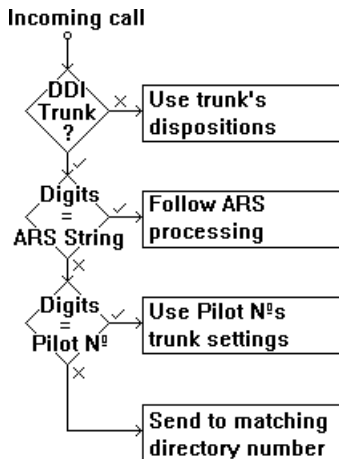 Incoming call
DDI
Trunk
?
Use trunk's
dispositions
Digits
=
ARS String
Follow ARS
processing
Digits
=
Pilot Nº
Use Pilot Nº's
trunk settings
Send to matching
directory number